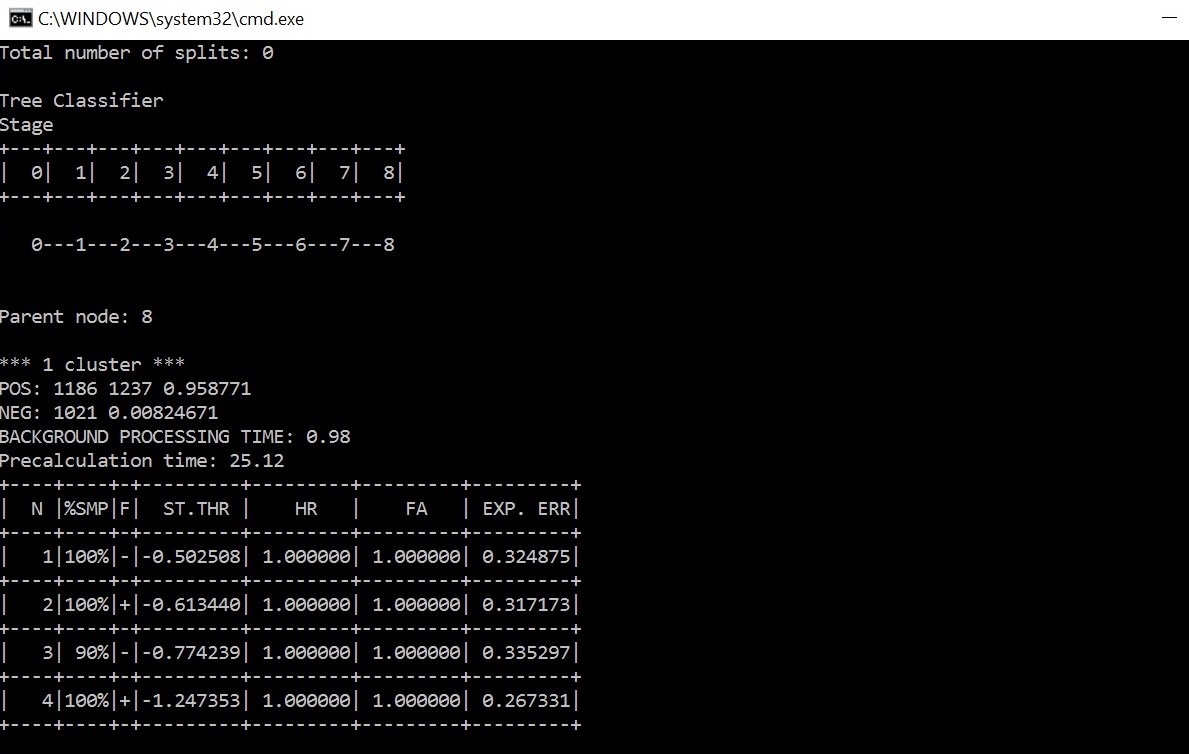 C:\WINDOWS\system32\cmd.exe
Total number of splits: 0
Tree Classifier
Stage
+---+---+---+---+---+---+---+---+---+
|  0|  1|  2|  3|  4|  5|  6|  7|  8|
+---+---+---+---+---+---+---+---+---+
   0---1---2---3---4---5---6---7---8
Parent node: 8
*** 1 cluster ***
POS: 1186 1237 0.958771
NEG: 1021 0.00824671
BACKGROUND PROCESSING TIME: 0.98
Precalculation time: 25.12
+----+----+-+---------+---------+---------+---------+
|  N |%SMP|F|  ST.THR |    HR   |    FA   | EXP. ERR|
+----+----+-+---------+---------+---------+---------+
|   1|100%|-|-0.502508| 1.000000| 1.000000| 0.324875|
+----+----+-+---------+---------+---------+---------+
|   2|100%|+|-0.613440| 1.000000| 1.000000| 0.317173|
+----+----+-+---------+---------+---------+---------+
|   3| 90%|-|-0.774239| 1.000000| 1.000000| 0.335297|
+----+----+-+---------+---------+---------+---------+
|   4|100%|+|-1.247353| 1.000000| 1.000000| 0.267331|
+----+----+-+---------+---------+---------+---------+